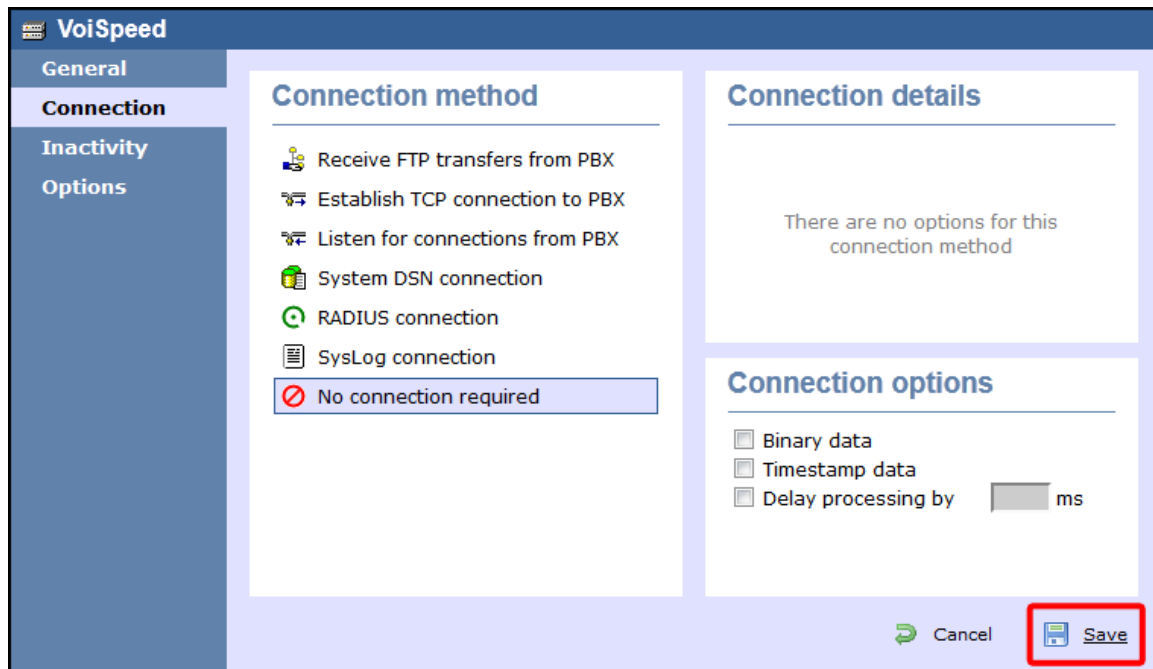 VoiSpeed
General
Connection
Inactivity
Options
Connection method
Receive FTP transfers from PBX
Establish TCP connection to PBX
Listen for connections from PBX
System DSN connection
RADIUS connection
SysLog connection
No connection required
Connection details
There are no options for this
connection method
Connection options
Binary data
Timestamp data
Delay processing by ms
Cancel Save